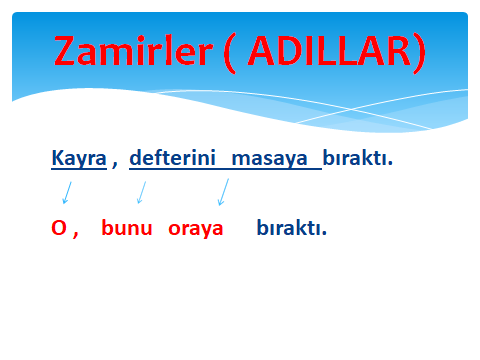 Zamirler ( ADILLAR)
Kayra , defterini masaya bıraktı.
O , bunu oraya bıraktı.